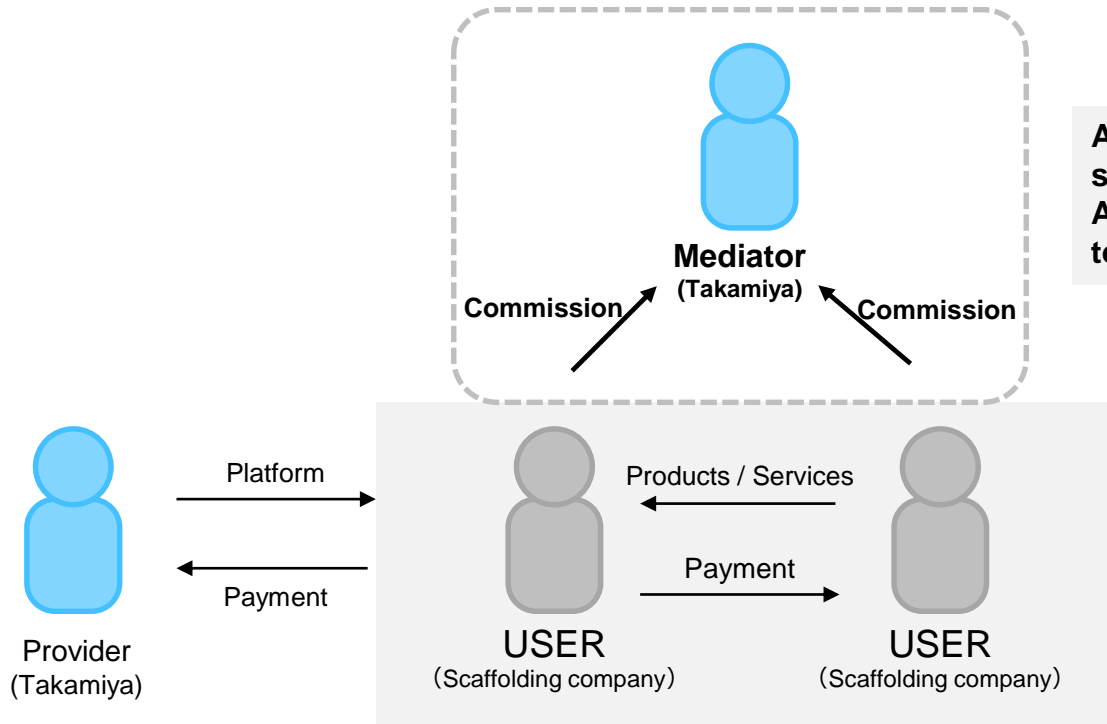 Mediator
(Takamiya)
Commission
Commission
Platform
Payment
Products / Services
Payment
Provider
(Takamiya)
USER
（Scaffolding company）
USER
（Scaffolding company）